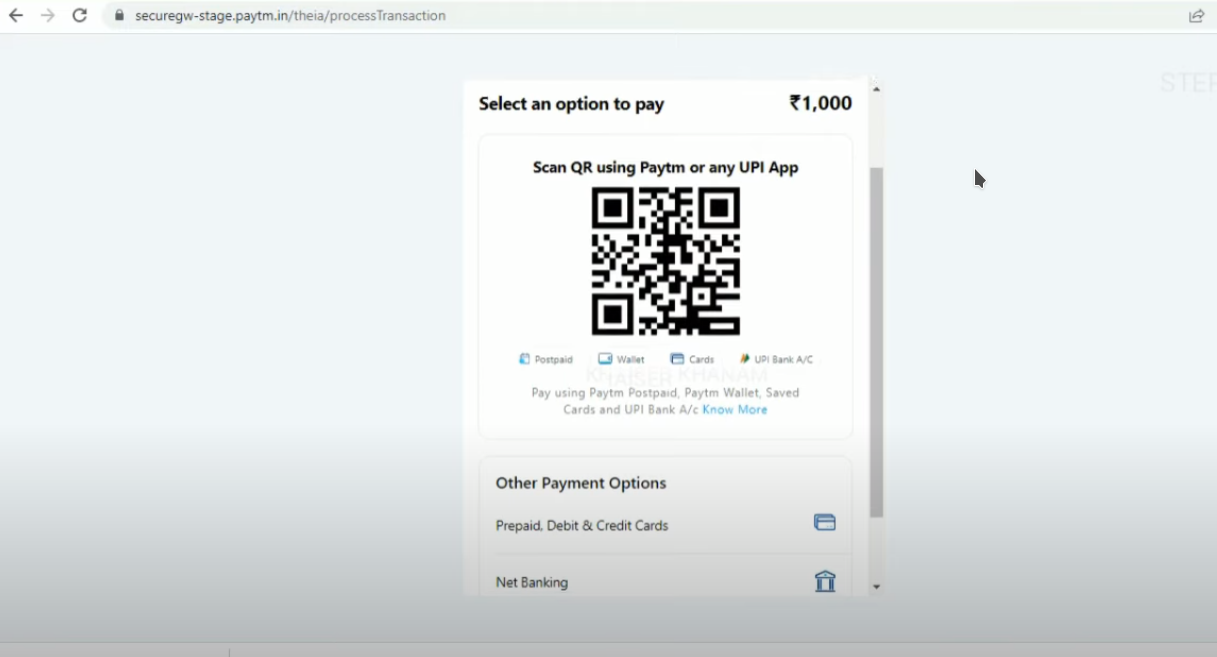 securegw-stage.paytm.in/theia/processTransaction
STEP
Select an option to pay ₹1,000
Scan QR using Paytm or any UPI App
Postpaid Wallet Cards UPI Bank A/C
KHANAM
Pay using Paytm Postpaid, Paytm Wallet, Saved
Cards and UPI Bank A/c Know More
Other Payment Options
Prepaid, Debit & Credit Cards
Net Banking